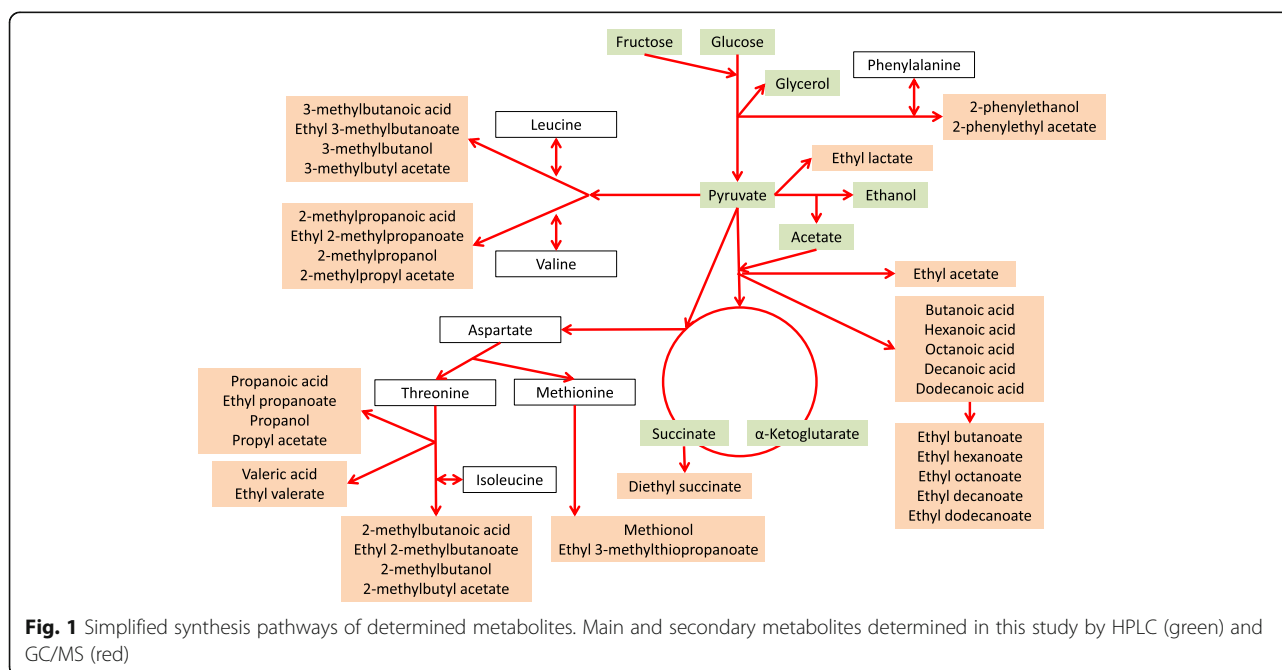 Fructose
Glucose
Glycerol
Phenylalanine
2-phenylethanol
2-phenylethyl acetate
3-methylbutanoic acid
Ethyl 3-methylbutanoate
3-methylbutanol
3-methylbutyl acetate
Leucine
Ethyl lactate
Pyruvate
Ethanol
2-methylpropanoic acid
Ethyl 2-methylpropanoate
2-methylpropanol
2-methylpropyl acetate
Valine
Acetate
Ethyl acetate
Butanoic acid
Hexanoic acid
Octanoic acid
Decanoic acid
Dodecanoic acid
Aspartate
Propanoic acid
Ethyl propanoate
Propanol
Propyl acetate
Threonine
Methionine
Succinate
α-Ketoglutarate
Ethyl butanoate
Ethyl hexanoate
Ethyl octanoate
Ethyl decanoate
Ethyl dodecanoate
Valeric acid
Ethyl valerate
Isoleucine
Diethyl succinate
2-methylbutanoic acid
Ethyl 2-methylbutanoate
2-methylbutanol
2-methylbutyl acetate
Methionol
Ethyl 3-methylthiopropanoate
Fig. 1 Simplified synthesis pathways of determined metabolites. Main and secondary metabolites determined in this study by HPLC (green) and
GC/MS (red)